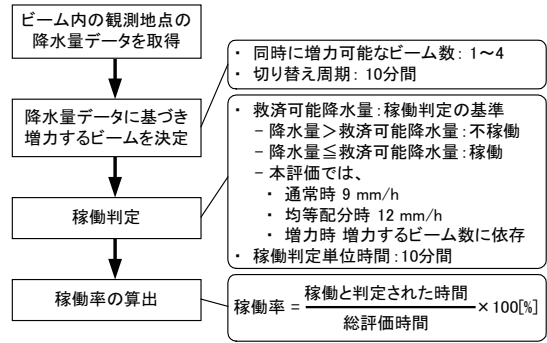 ビーム内の観測地点の
降水量データを取得
・ 同時に増力可能なビーム数: 1～4
・ 切り替え周期: 10分間
降水量データに基づき
増力するビームを決定
・ 救済可能降水量:稼働判定の基準
－降水量＞救済可能降水量:不稼働
－降水量≦救済可能降水量:稼働
－本評価では、
・ 通常時 9 mm/h
・ 均等配分時 12 mm/h
・ 増力時 増力するビーム数に依存
・ 稼働判定単位時間:10分間
稼働判定
稼働率の算出
稼働率 = 稼働と判定された時間 × 100[%]
総評価時間